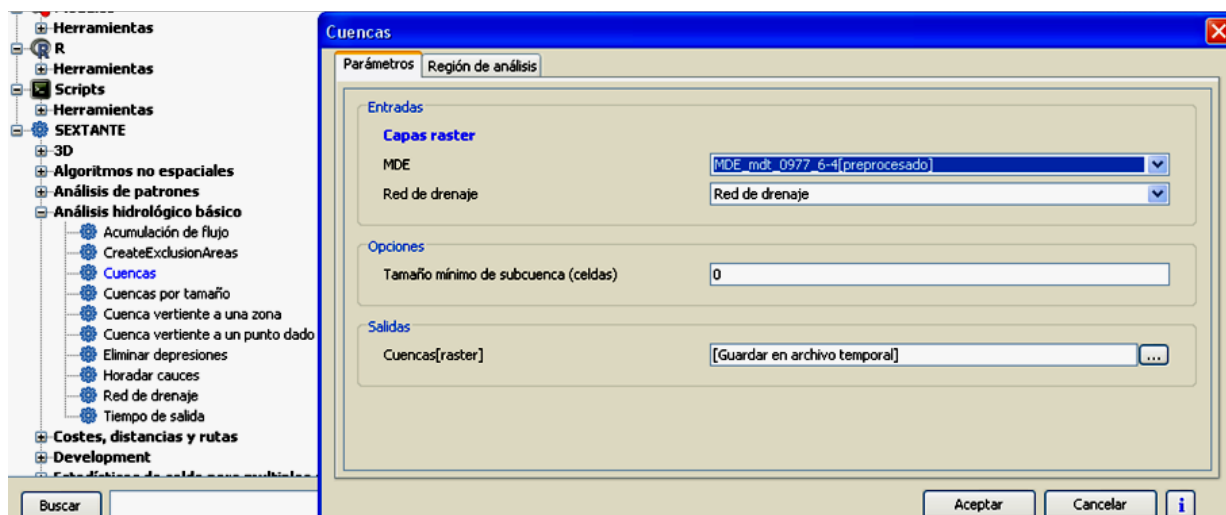 Herramientas
R
Herramientas
Scripts
Herramientas
SEXTANTE
3D
Algoritmos no espaciales
Análisis de patrones
Análisis hidrológico básico
Acumulación de flujo
CreateExclusionAreas
Cuencas
Cuencas por tamaño
Cuenca vertiente a una zona
Cuenca vertiente a un punto dado
Eliminar depresiones
Horadar cauces
Red de drenaje
Tiempo de salida
Costes, distancias y rutas
Development
Buscar
Cuencas
Parámetros Región de análisis
Entradas
Capas raster
MDE MDE_mdt_0977_6-4[preprocesado]
Red de drenaje Red de drenaje
Opciones
Tamaño mínimo de subcuenca (celdas) 0
Salidas
Cuencas[raster] [Guardar en archivo temporal] ...
Aceptar Cancelar i